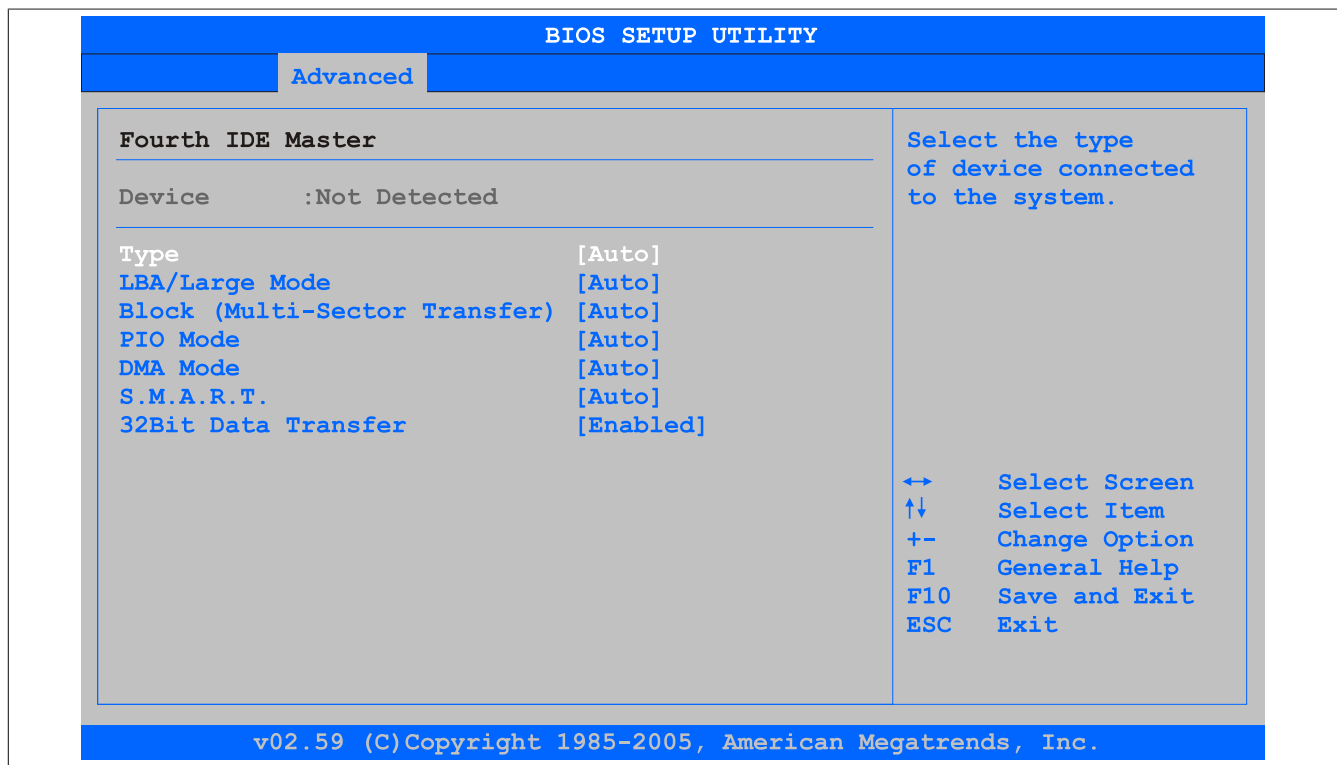 BIOS SETUP UTILITY
Advanced
Fourth IDE Master
Device :Not Detected
Type [Auto]
LBA/Large Mode [Auto]
Block (Multi-Sector Transfer) [Auto]
PIO Mode [Auto]
DMA Mode [Auto]
S.M.A.R.T. [Auto]
32Bit Data Transfer [Enabled]
Select the type
of device connected
to the system.
↔ Select Screen
↑↓ Select Item
+- Change Option
F1 General Help
F10 Save and Exit
ESC Exit
v02.59 (C)Copyright 1985-2005, American Megatrends, Inc.